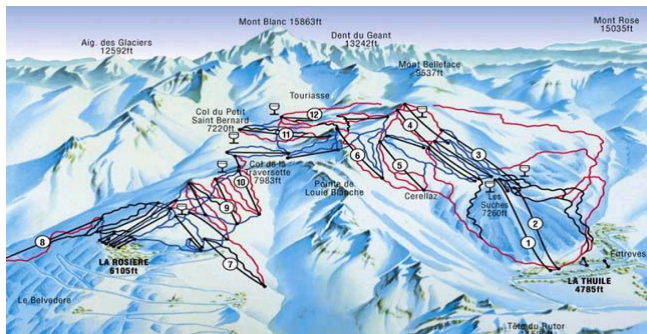 Mont Blanc 15863ft
Mont Rose
15035ft
Aig. des Glaciers
12592ft
Dent du Geant
13242ft
Mont Belleface
9537ft
Touriasse
Col du Petit
Saint Bernard
7220ft
12
11
4
3
6
5
Col de la
Traversette
7983ft
10
9
Pointe de
Louie Blanche
Cerellaz
Les
Suches
7260ft
2
1
8
7
LA ROSIERE
6105ft
Le Belvedere
Entreves
LA THUILE
4785ft
Tête du Rutor